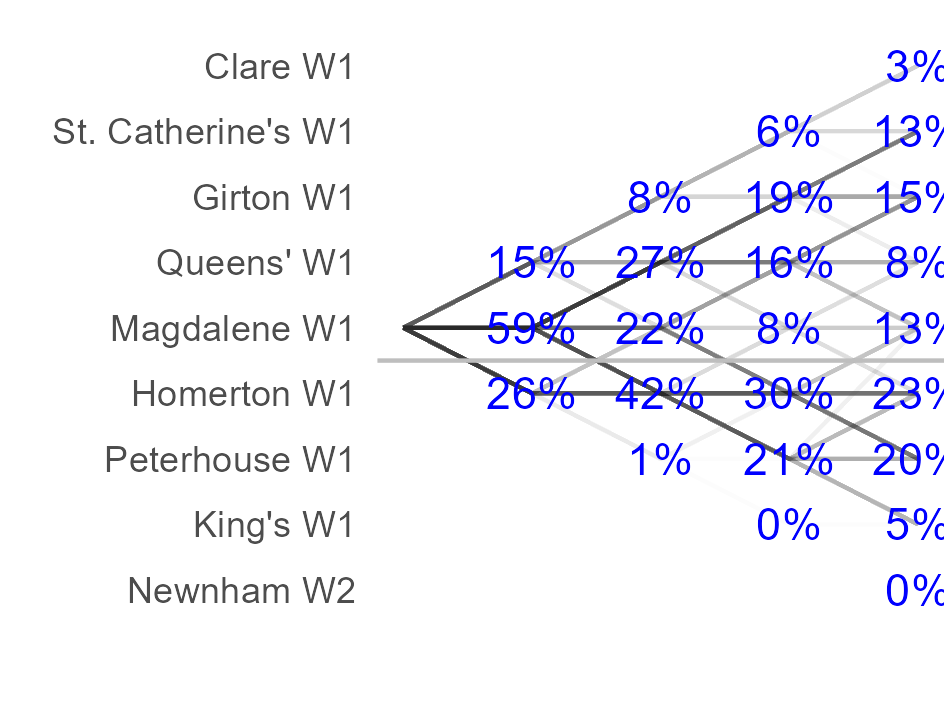 Clare W1 3%
St. Catherine's W1 6% 13%
Girton W1 8% 19% 15%
Queens' W1 15% 27% 16% 8%
Magdalene W1 59% 22% 8% 13%
Homerton W1 26% 42% 30% 23%
Peterhouse W1 1% 21% 20%
King's W1 0% 5%
Newnham W2 0%